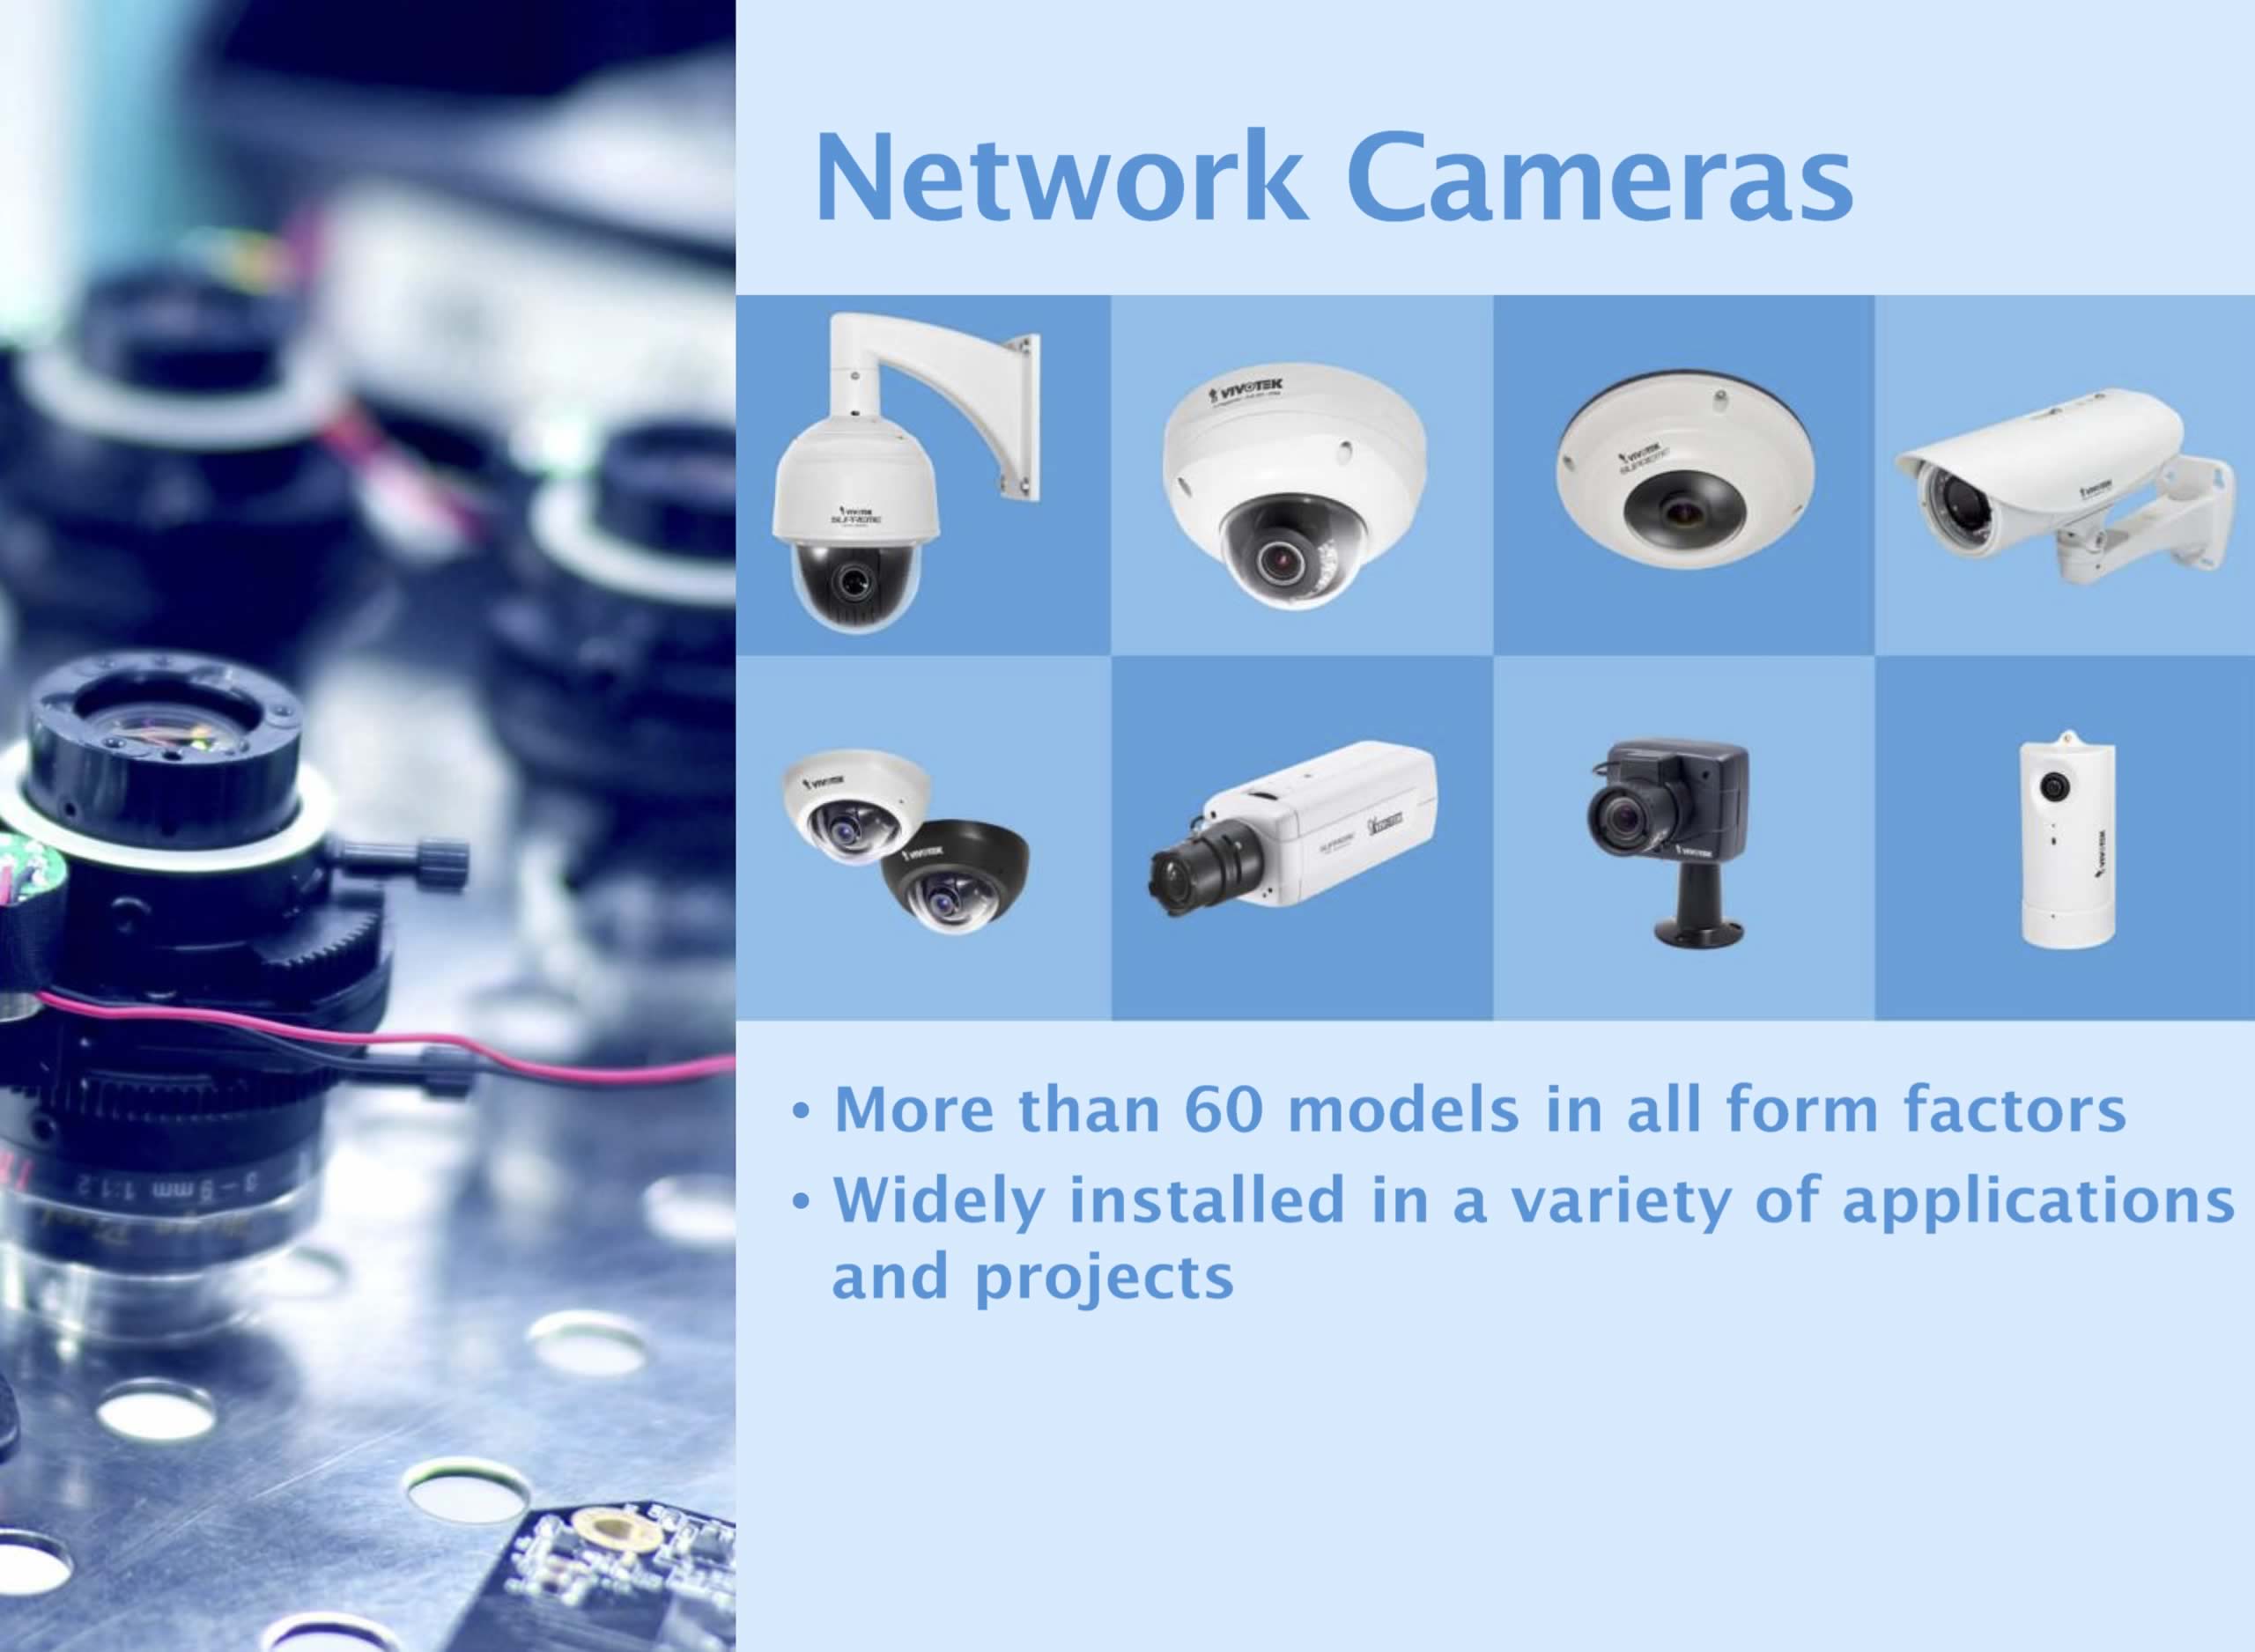 Network Cameras
VIVOTEK
VIVOTEK
SUPREME
VIVOTEK
SUPREME
VIVOTEK
VIVOTEK
VIVOTEK
SUPREME
VIVOTEK
VIVOTEK
VIVOTEK
• More than 60 models in all form factors
• Widely installed in a variety of applications
and projects
3-9mm 1:1.2